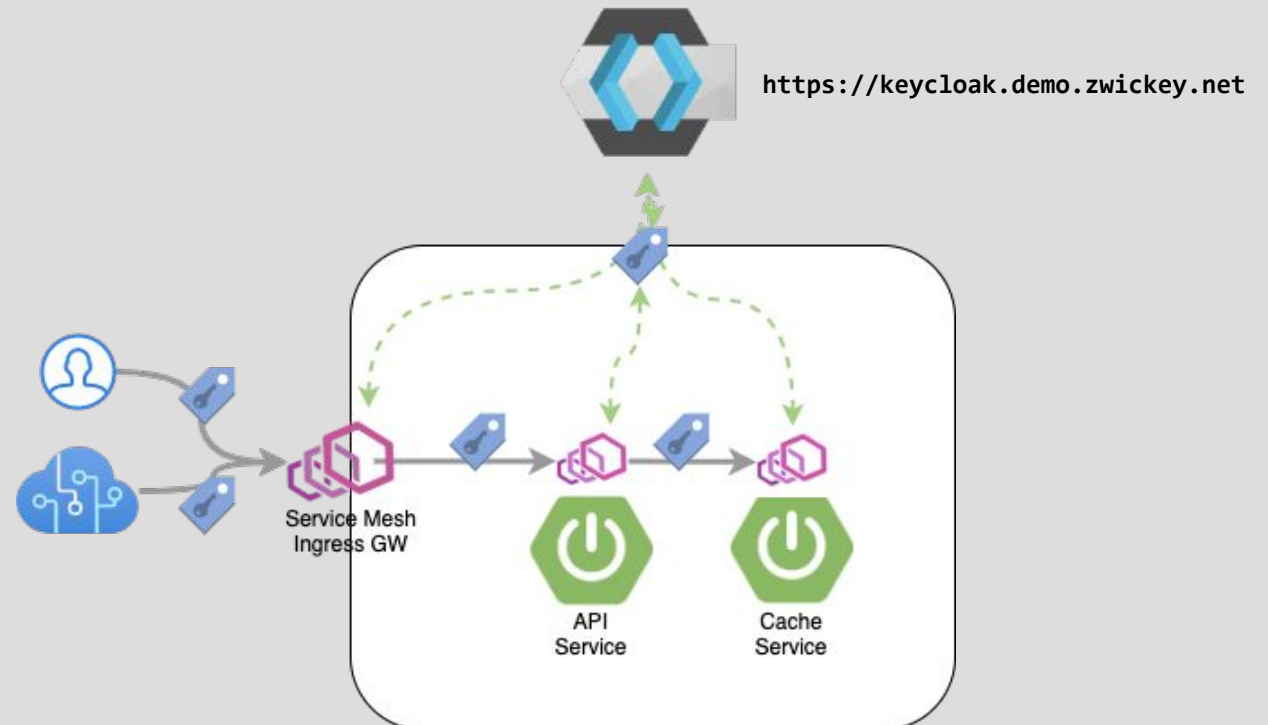 https://keycloak.demo.zwickey.net
Service Mesh
Ingress GW
API
Service
Cache
Service